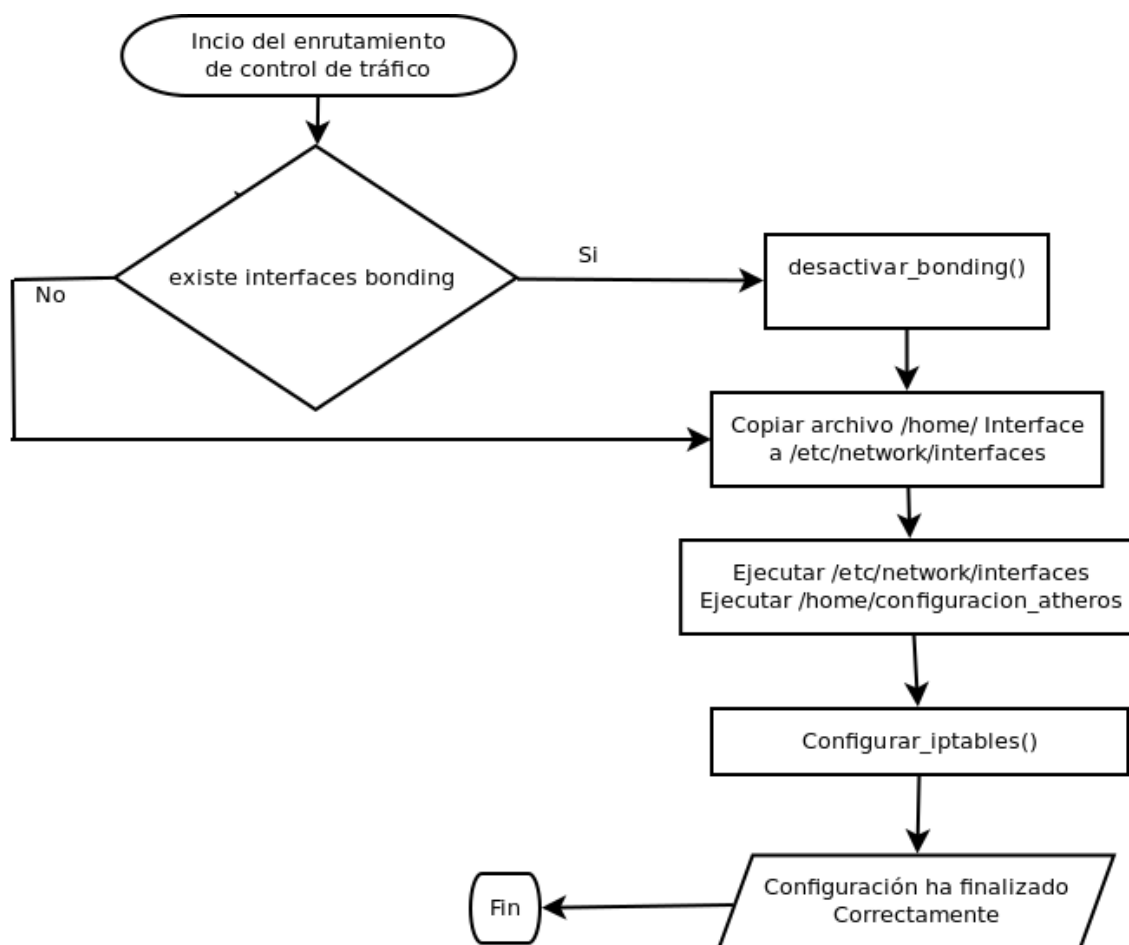 Incio del enrutamiento
de control de tráfico
existe interfaces bonding
Si
No
desactivar_bonding()
Copiar archivo /home/ Interface
a /etc/network/interfaces
Ejecutar /etc/network/interfaces
Ejecutar /home/configuracion_atheros
Configurar_iptables()
Configuración ha finalizado
Correctamente
Fin